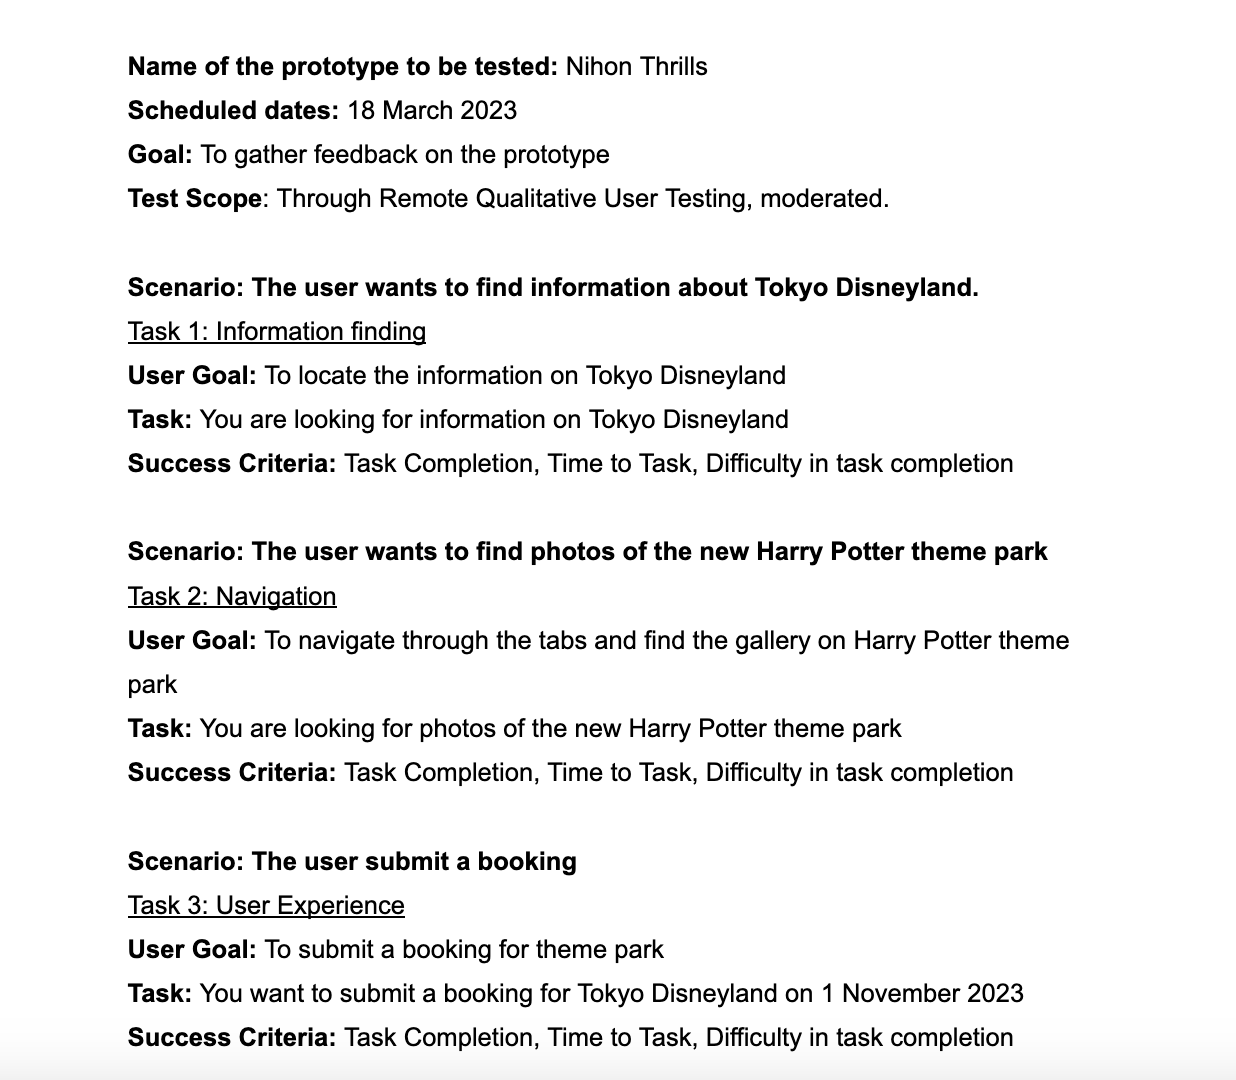 Name of the prototype to be tested: Nihon Thrills
Scheduled dates: 18 March 2023
Goal: To gather feedback on the prototype
Test Scope: Through Remote Qualitative User Testing, moderated.
Scenario: The user wants to find information about Tokyo Disneyland.
Task 1: Information finding
User Goal: To locate the information on Tokyo Disneyland
Task: You are looking for information on Tokyo Disneyland
Success Criteria: Task Completion, Time to Task, Difficulty in task completion
Scenario: The user wants to find photos of the new Harry Potter theme park
Task 2: Navigation
User Goal: To navigate through the tabs and find the gallery on Harry Potter theme
park
Task: You are looking for photos of the new Harry Potter theme park
Success Criteria: Task Completion, Time to Task, Difficulty in task completion
Scenario: The user submit a booking
Task 3: User Experience
User Goal: To submit a booking for theme park
Task: You want to submit a booking for Tokyo Disneyland on 1 November 2023
Success Criteria: Task Completion, Time to Task, Difficulty in task completion